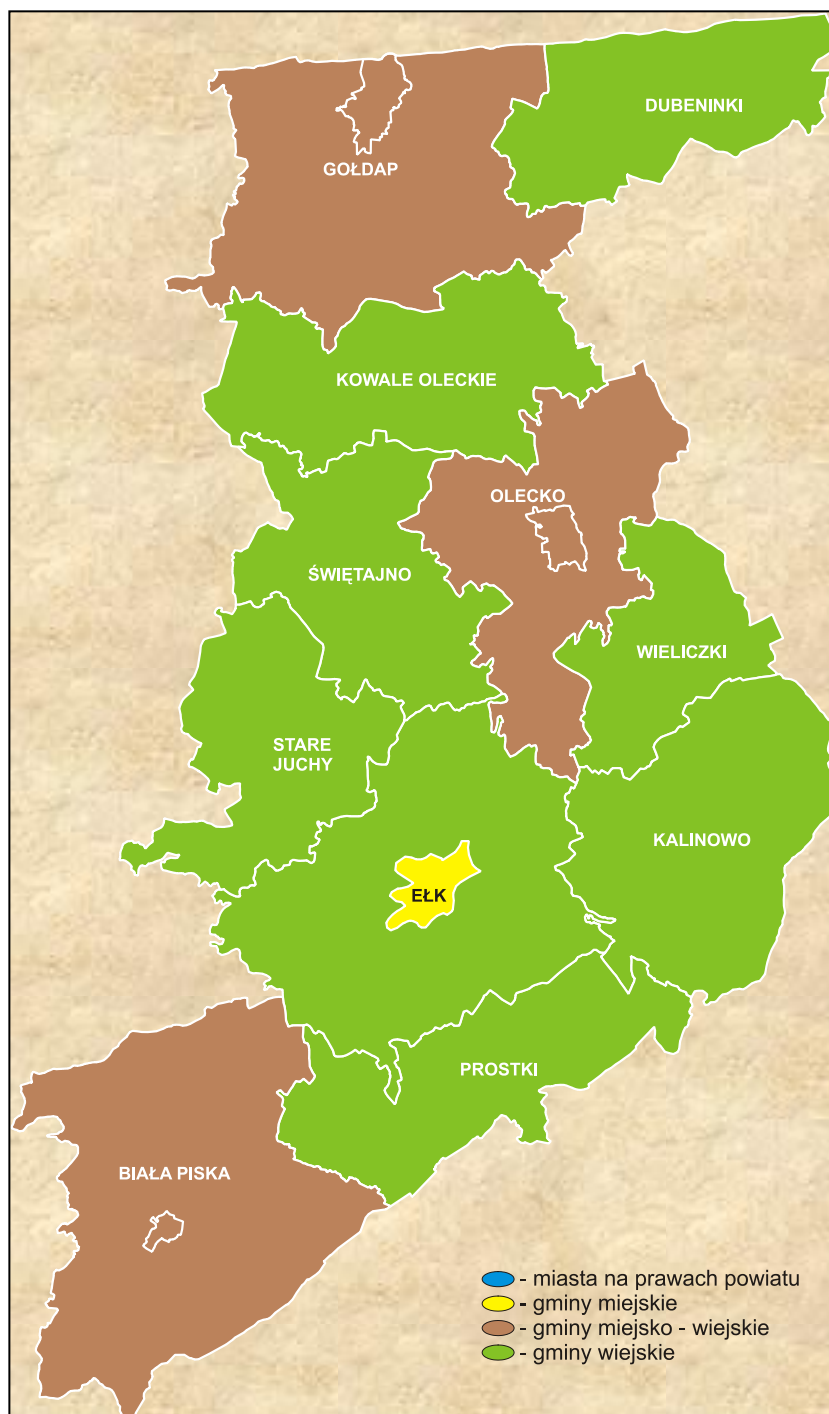 DUBENINKI
GOŁDAP
KOWALE OLECKIE
OLECKO
ŚWIĘTAJNO
WIELICZKI
STARE
JUCHY
KALINOWO
EŁK
PROSTKI
BIAŁA PISKA
- miasta na prawach powiatu
- gminy miejskie
- gminy miejsko - wiejskie
- gminy wiejskie